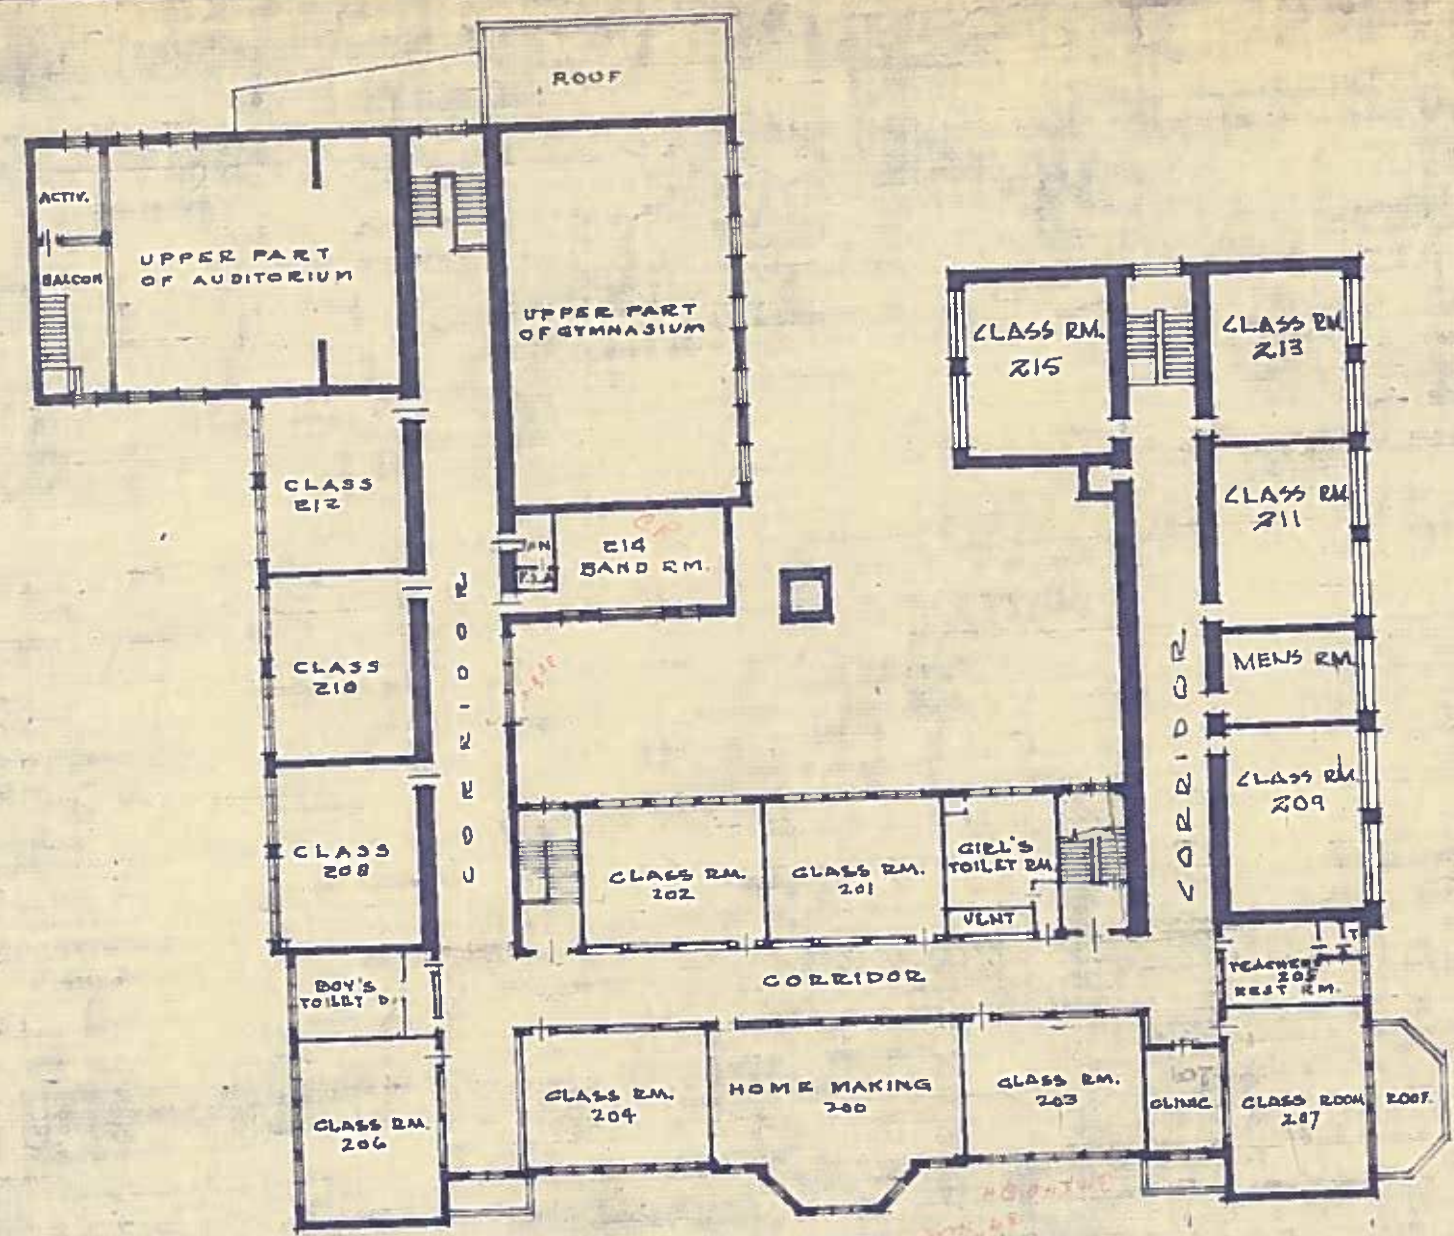 ROOF
ACTIV.
BALCON
UPPER PART
OF AUDITORIUM
UPPER PART
OF GYMNASIUM
CLASS RM.
215
CLASS RM
213
CLASS
212
CLASS RM
211
JAN
214
BAND RM.
CR
CLASS
210
CORRIDOR
CORRIDOR
MENS RM.
CLASS RM
209
CLASS
208
CLASS RM.
202
CLASS RM.
201
GIRL'S
TOILET RM.
VENT
CORRIDOR
BOY'S
TOILET D.
T
TEACHERS
205
REST RM.
CLASS RM.
206
CLASS RM.
204
HOME MAKING
200
CLASS RM.
203
CLINIC
CLASS ROOM
207
ROOF.